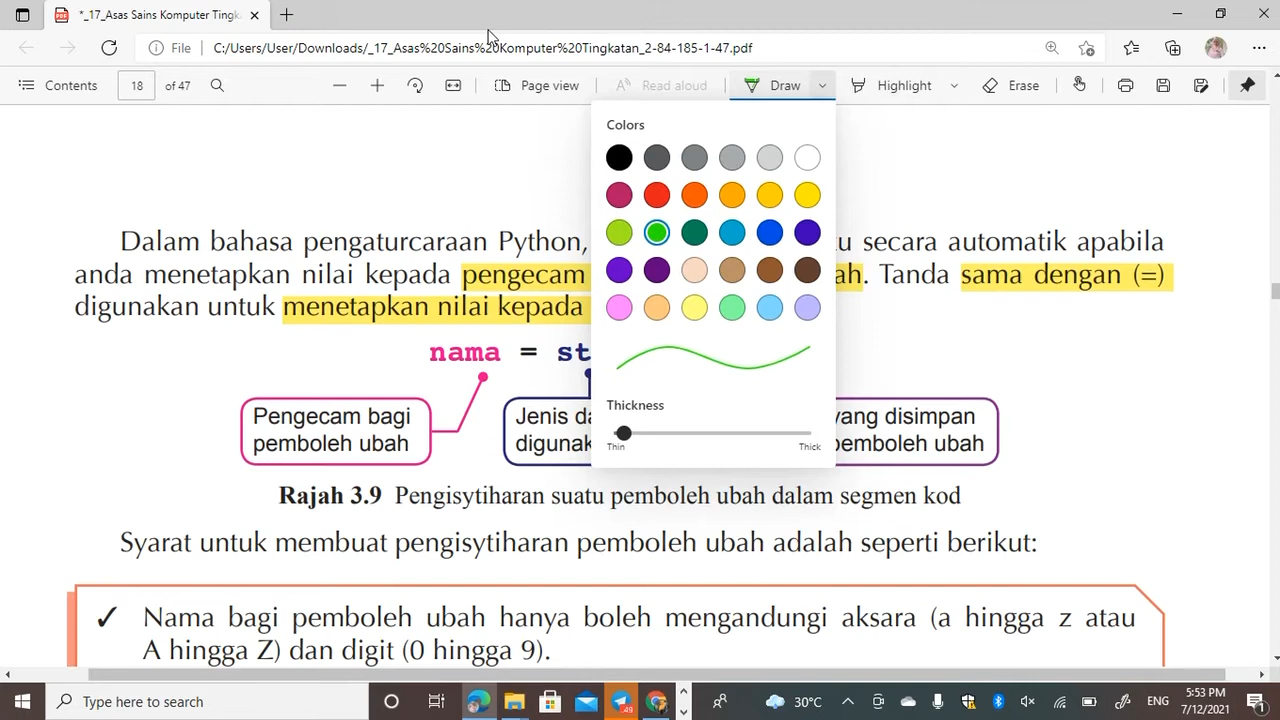 *_17_Asas Sains Komputer Tingk
File
C:/Users/User/Downloads/_17_Asas%20Sains%20Komputer%20Tingkatan_2-84-185-1-47.pdf
Contents
18
of 47
Page view
Read aloud
Draw
Highlight
Erase
Colors
Thickness
Thin
Thick
Dalam bahasa pengaturcaraan Python, secara automatik apabila
anda menetapkan nilai kepada pengecam . Tanda sama dengan (=)
digunakan untuk menetapkan nilai kepada
nama = st
Pengecam bagi
pemboleh ubah
Jenis da
digunak
yang disimpan
pemboleh ubah
Rajah 3.9 Pengisytiharan suatu pemboleh ubah dalam segmen kod
Syarat untuk membuat pengisytiharan pemboleh ubah adalah seperti berikut:
✓ Nama bagi pemboleh ubah hanya boleh mengandungi aksara (a hingga z atau
A hingga Z) dan digit (0 hingga 9).
Type here to search
49
30°C
ENG
5:53 PM
7/12/2021
1